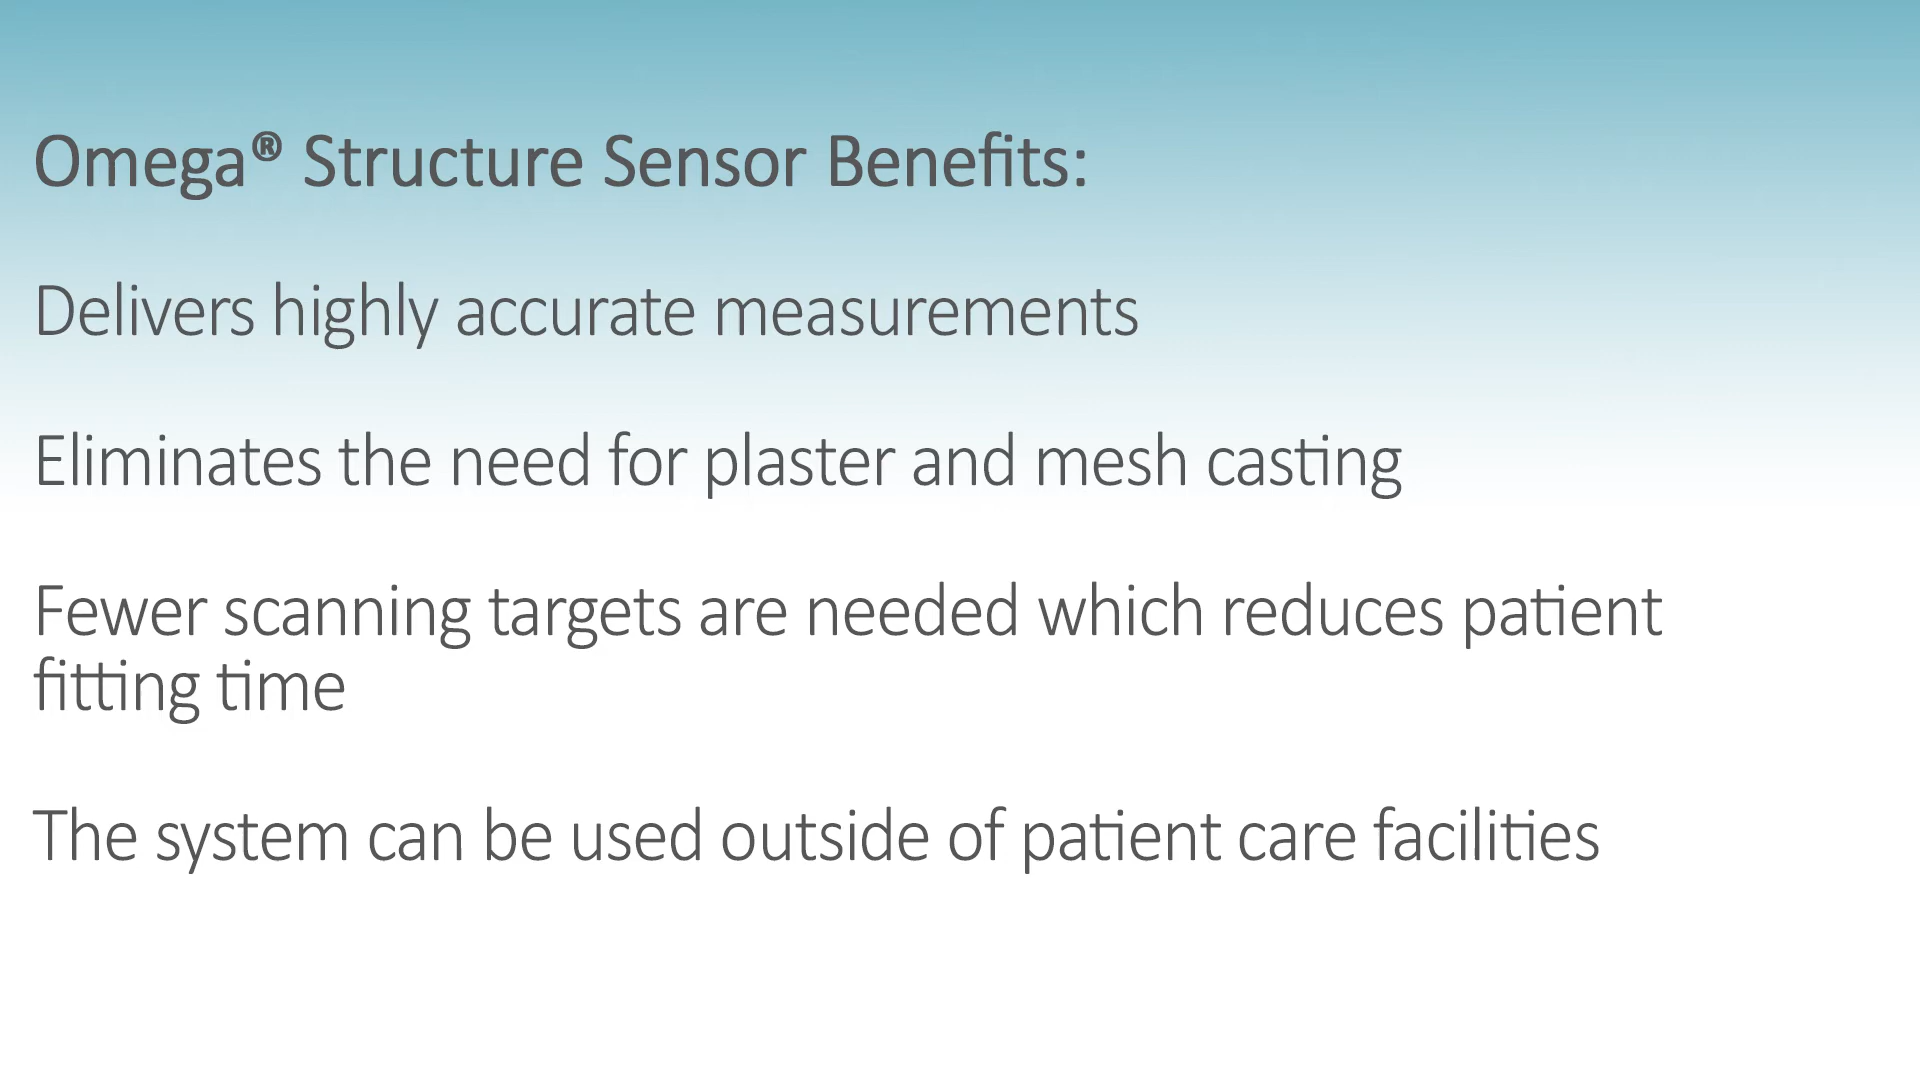 Omega® Structure Sensor Benefits:
Delivers highly accurate measurements
Eliminates the need for plaster and mesh casting
Fewer scanning targets are needed which reduces patient
fitting time
The system can be used outside of patient care facilities